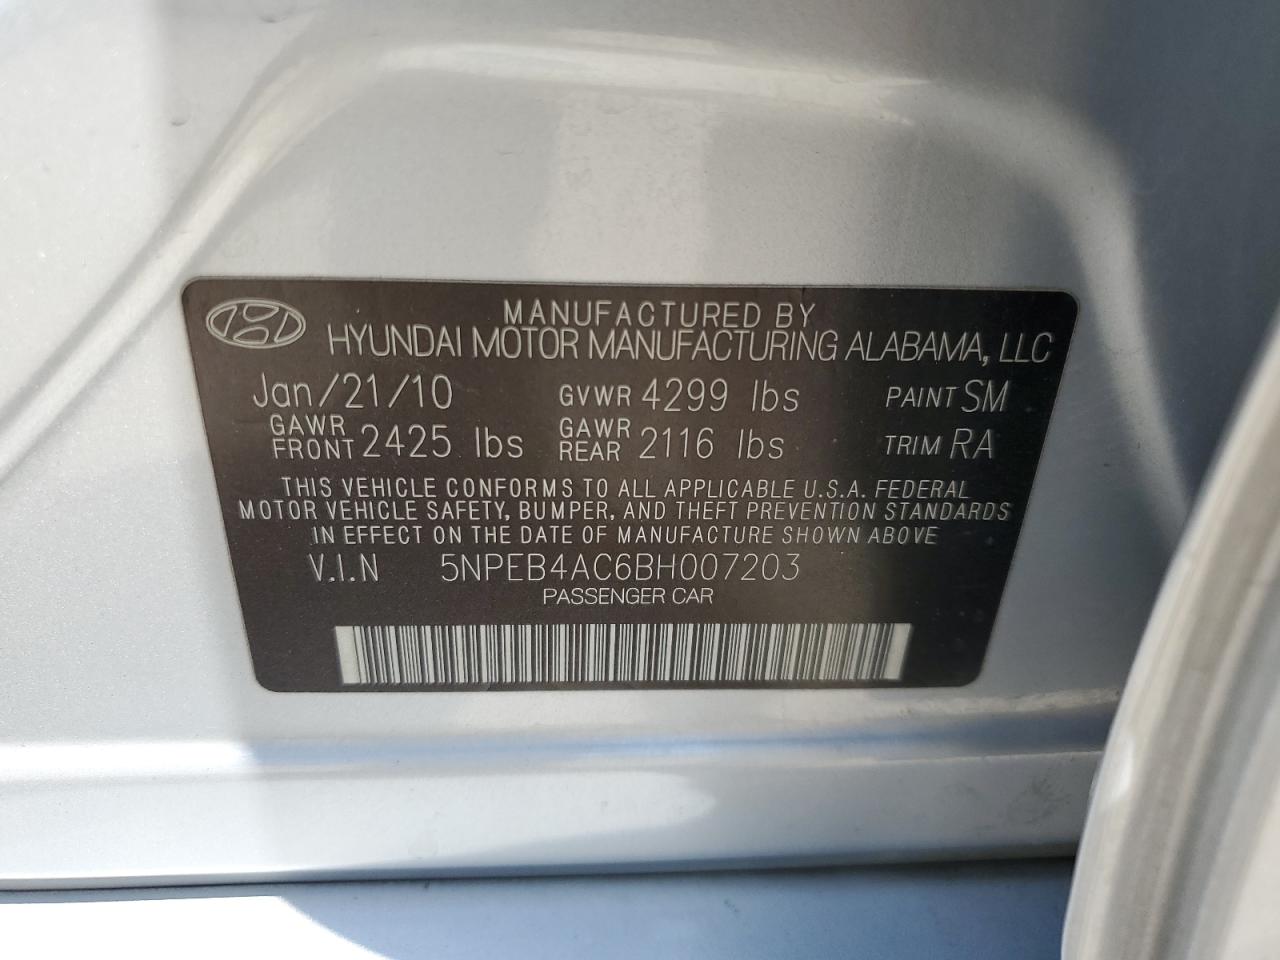 MANUFACTURED BY
HYUNDAI MOTOR MANUFACTURING ALABAMA, LLC
Jan/21/10 GVWR 4299 lbs PAINT SM
GAWR FRONT 2425 lbs GAWR REAR 2116 lbs TRIM RA
THIS VEHICLE CONFORMS TO ALL APPLICABLE U.S.A. FEDERAL
MOTOR VEHICLE SAFETY, BUMPER, AND THEFT PREVENTION STANDARDS
IN EFFECT ON THE DATE OF MANUFACTURE SHOWN ABOVE
V.I.N 5NPEB4AC6BH007203
PASSENGER CAR